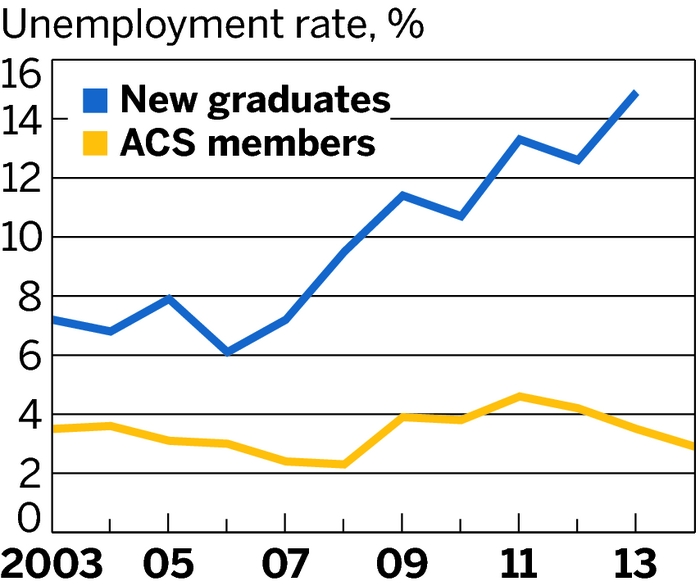 Unemployment rate, %
16
New graduates
14
ACS members
12
10
8
6
4
2
0
2003 05 07 09 11 13